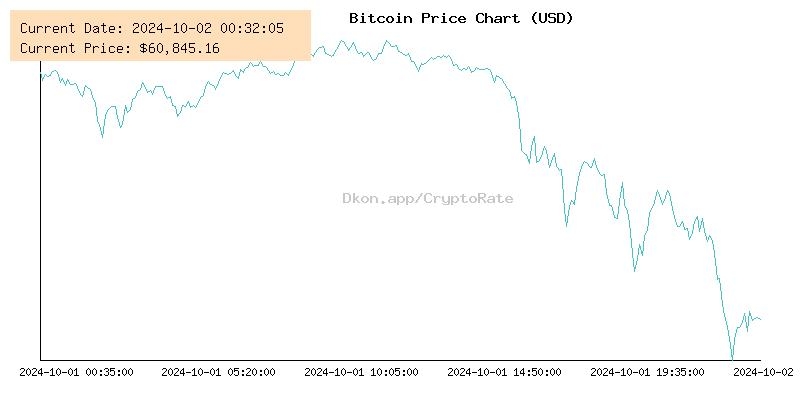 Bitcoin Price Chart (USD)
Current Date: 2024-10-02 00:32:05
Current Price: $60,845.16
Dkon.app/CryptoRate
2024-10-01 00:35:00 2024-10-01 05:20:00 2024-10-01 10:05:00 2024-10-01 14:50:00 2024-10-01 19:35:00 2024-10-02